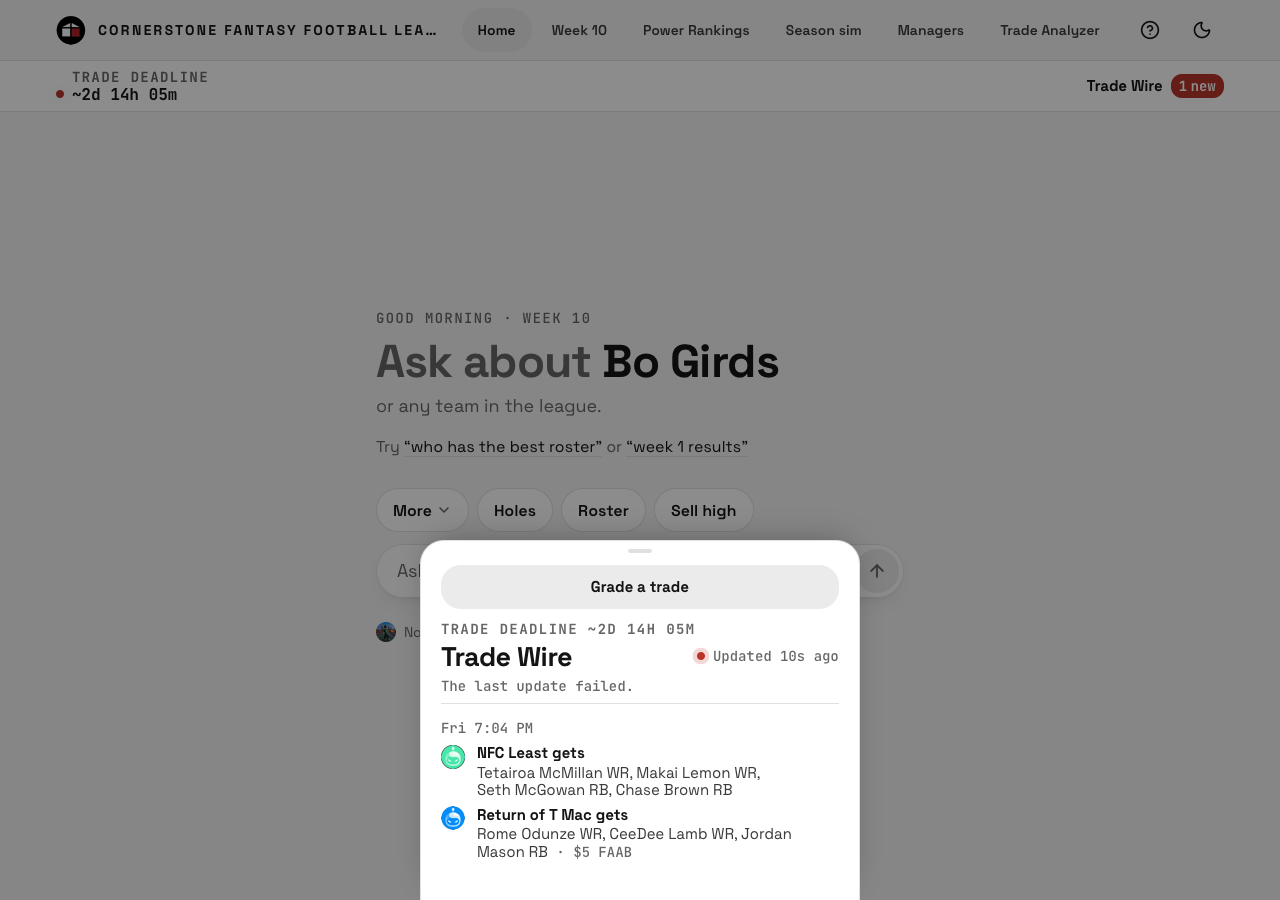 CORNERSTONE FANTASY FOOTBALL LEA…
Home
Week 10
Power Rankings
Season sim
Managers
Trade Analyzer
TRADE DEADLINE
~2d 14h 05m
Trade Wire
1 new
GOOD MORNING · WEEK 10
Ask about Bo Girds
or any team in the league.
Try “who has the best roster” or “week 1 results”
More
Holes
Roster
Sell high
Grade a trade
TRADE DEADLINE ~2D 14H 05M
Trade Wire
Updated 10s ago
The last update failed.
Fri 7:04 PM
NFC Least gets
Tetairoa McMillan WR, Makai Lemon WR,
Seth McGowan RB, Chase Brown RB
Return of T Mac gets
Rome Odunze WR, CeeDee Lamb WR, Jordan
Mason RB · $5 FAAB